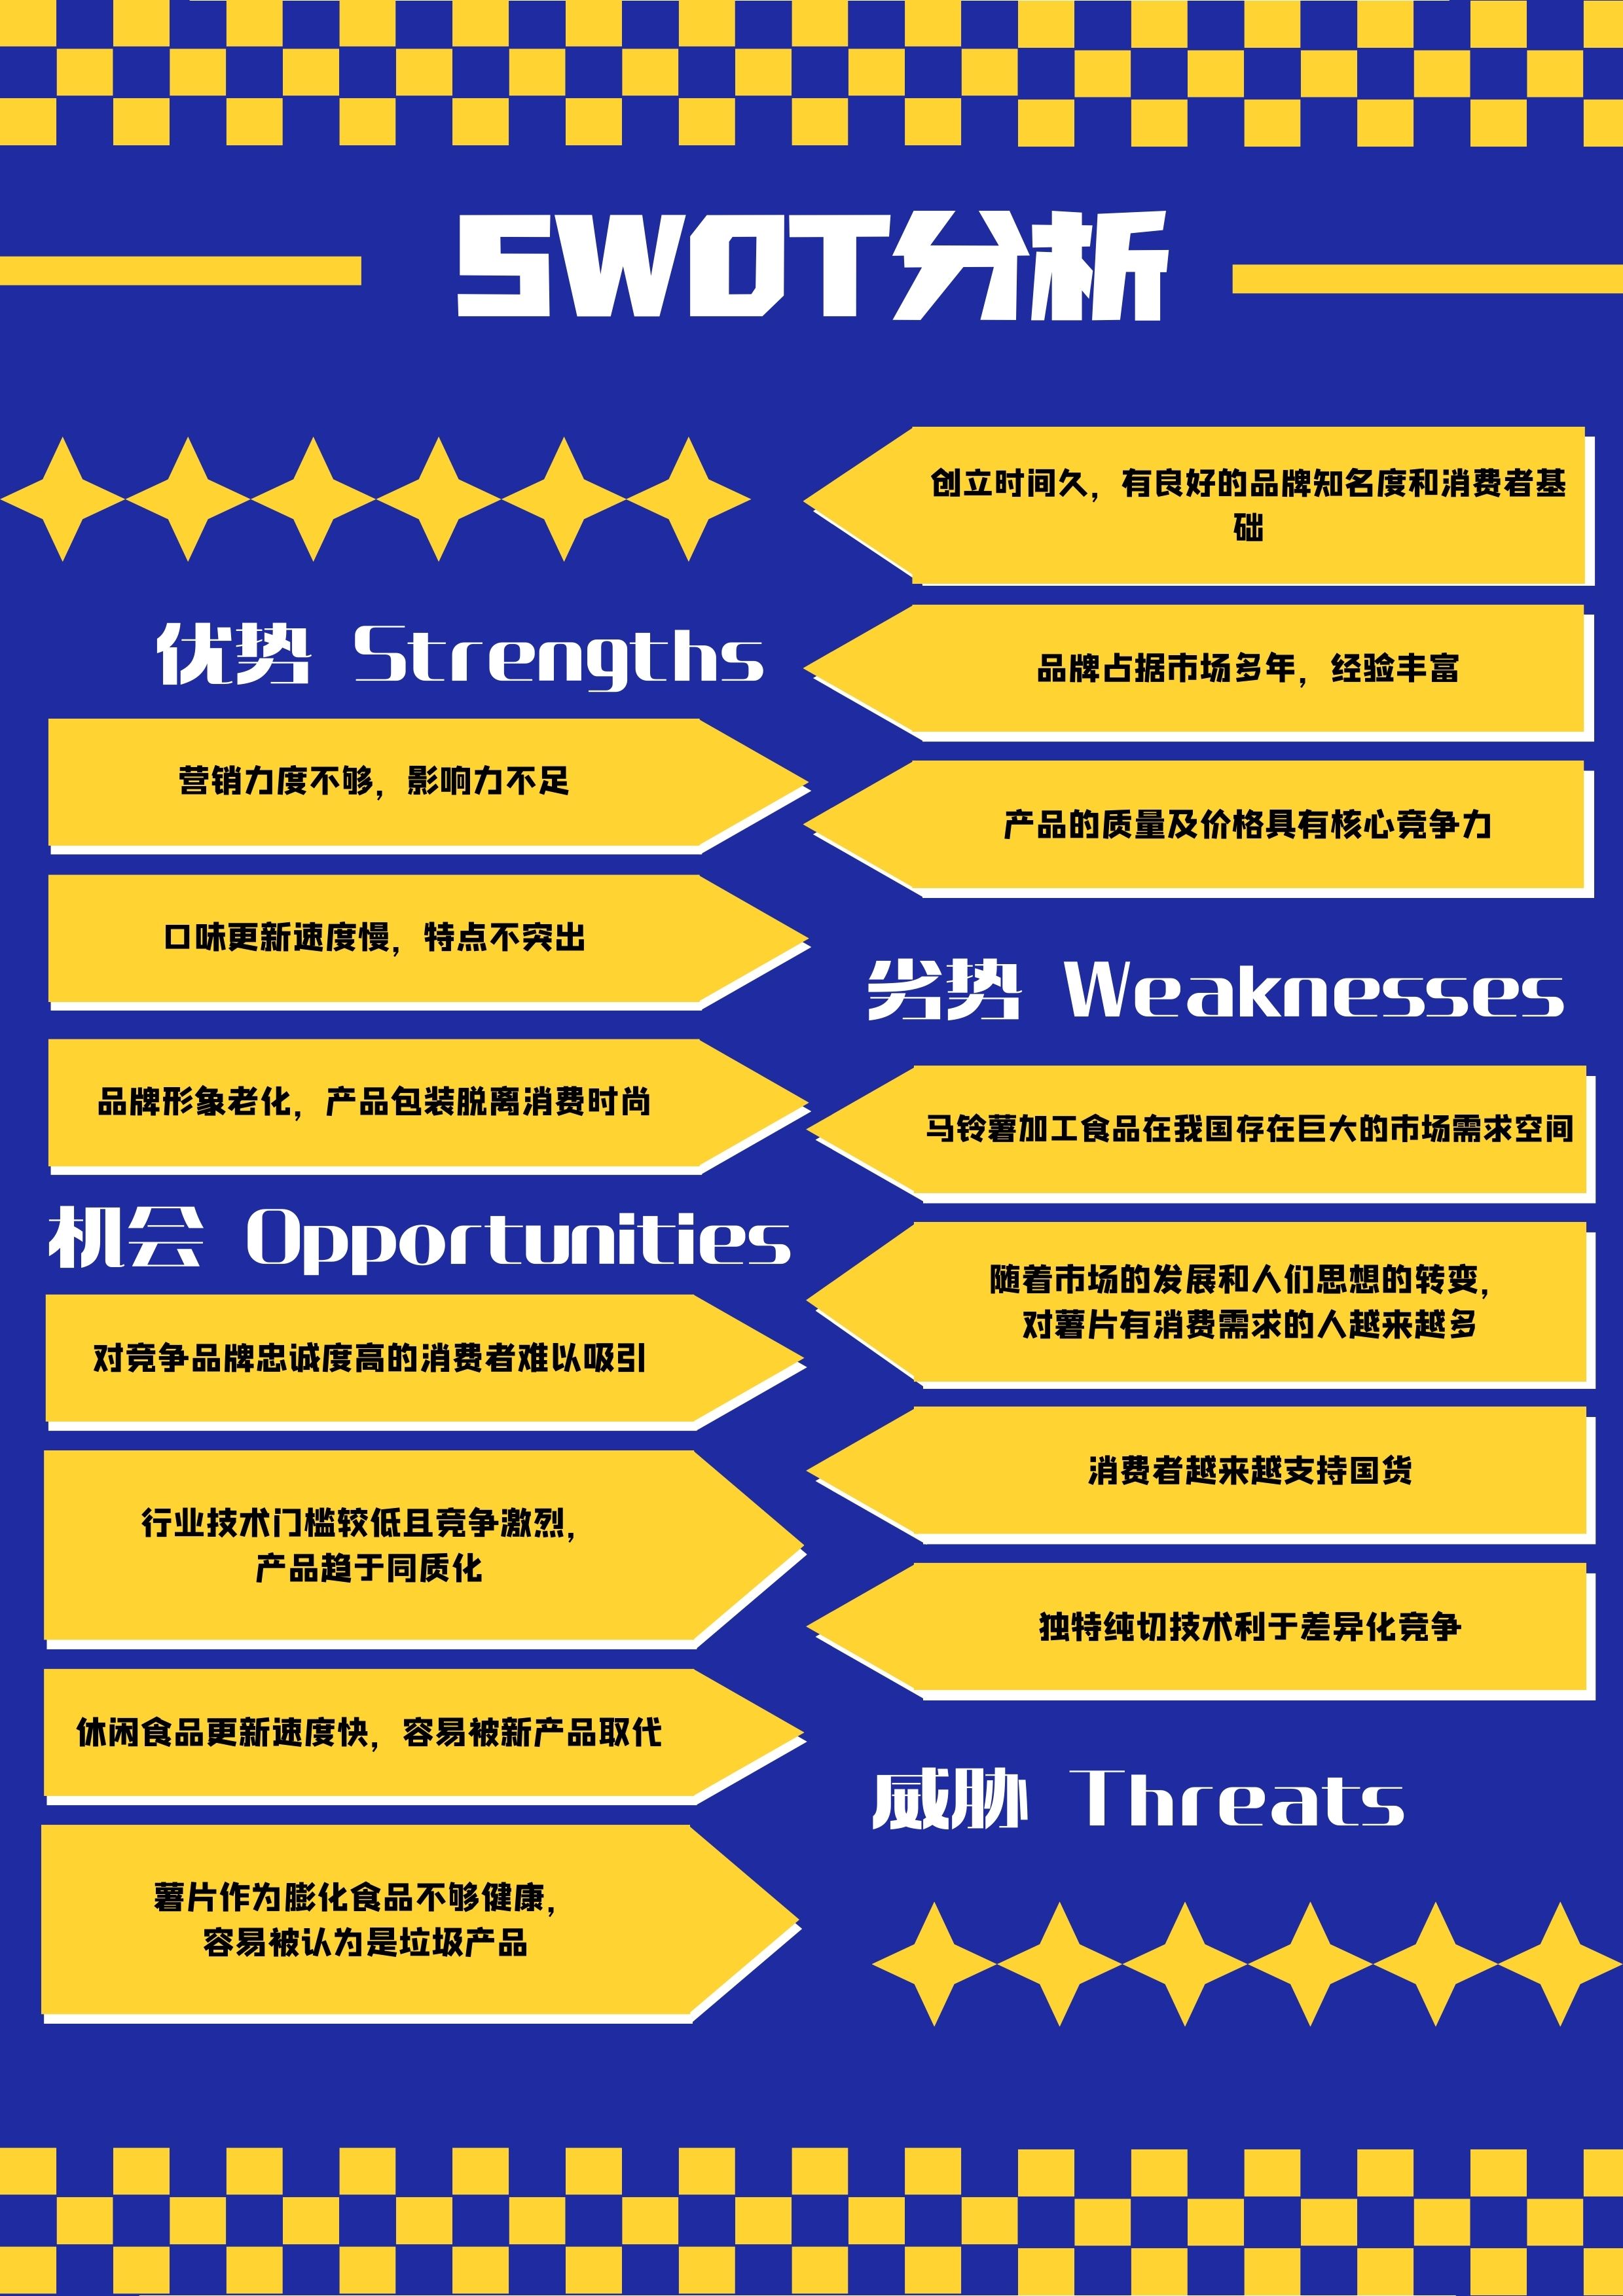 SWOT分析
优势 Strengths
创立时间久，有良好的品牌知名度和消费者基
础
品牌占据市场多年，经验丰富
产品的质量及价格具有核心竞争力
劣势 Weaknesses
营销力度不够，影响力不足
口味更新速度慢，特点不突出
品牌形象老化，产品包装脱离消费时尚
机会 Opportunities
马铃薯加工食品在我国存在巨大的市场需求空间
随着市场的发展和人们思想的转变，
对薯片有消费需求的人越来越多
消费者越来越支持国货
独特纯切技术利于差异化竞争
威胁 Threats
对竞争品牌忠诚度高的消费者难以吸引
行业技术门槛较低且竞争激烈，
产品趋于同质化
休闲食品更新速度快，容易被新产品取代
薯片作为膨化食品不够健康，
容易被认为是垃圾产品